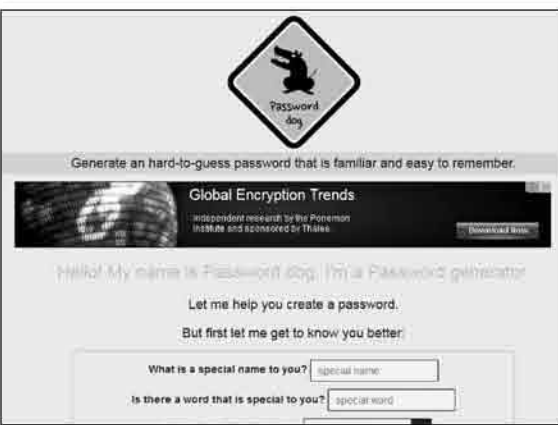 Password
dog
Generate an hard-to-guess password that is familiar and easy to remember.
Global Encryption Trends
Independent research by the Ponemon
Institute and sponsored by Thales
Download Now
Hello! My name is Password dog. I'm a Password generator
Let me help you create a password.
But first let me get to know you better:
What is a special name to you? special name
Is there a word that is special to you? special word